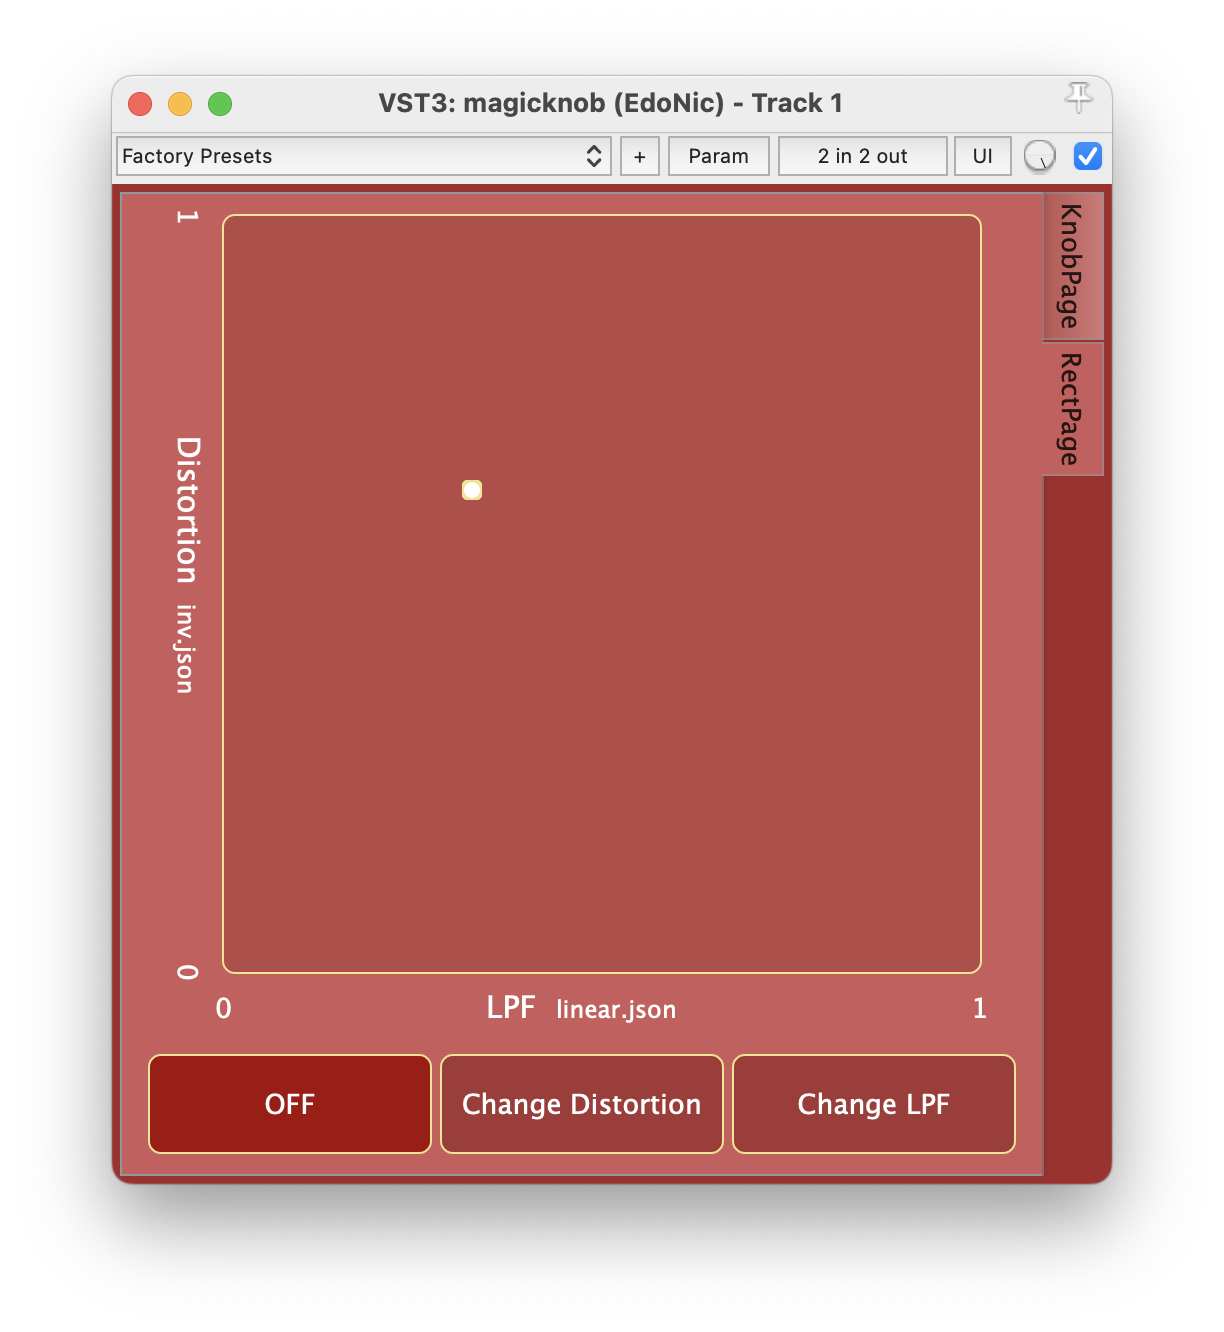 VST3: magicknob (EdoNic) - Track 1
Factory Presets
+
Param
2 in 2 out
UI
1
Distortion inv.json
0
0
LPF linear.json
1
KnobPage
RectPage
OFF
Change Distortion
Change LPF